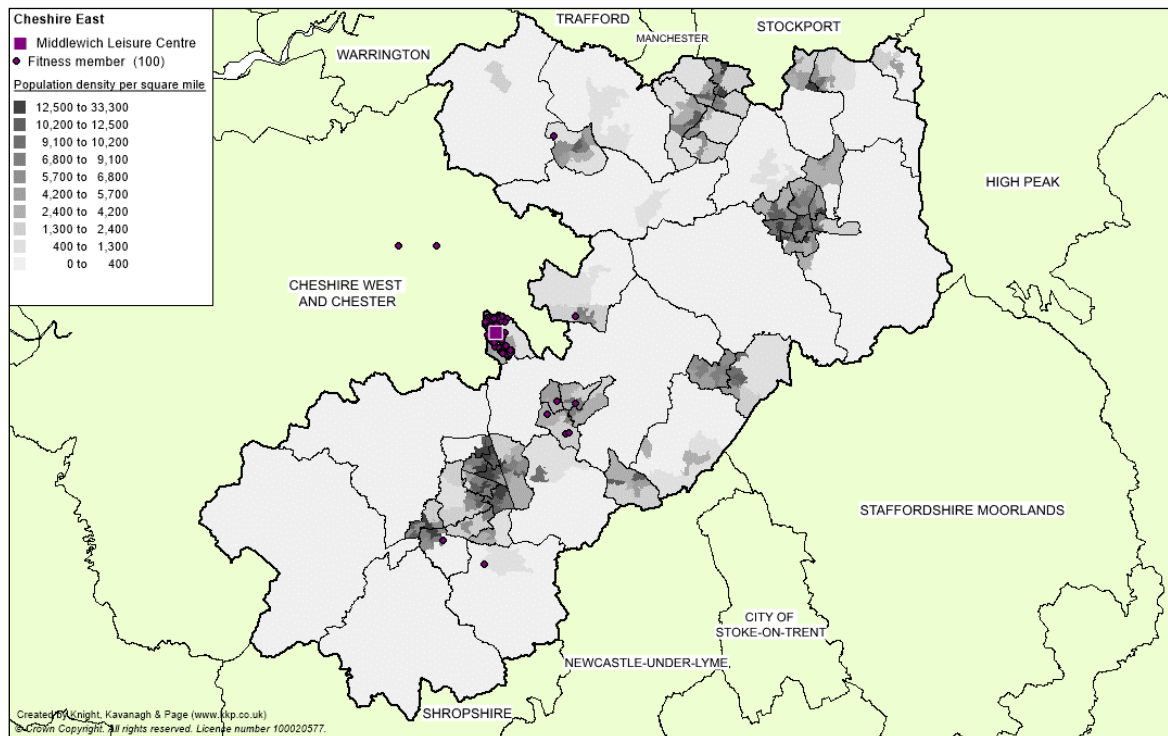 Cheshire East
Middlewich Leisure Centre
Fitness member (100)
Population density per square mile
12,500 to 33,300
10,200 to 12,500
9,100 to 10,200
6,800 to 9,100
5,700 to 6,800
4,200 to 5,700
2,400 to 4,200
1,300 to 2,400
400 to 1,300
0 to 400
TRAFFORD
STOCKPORT
MANCHESTER
WARRINGTON
HIGH PEAK
CHESHIRE WEST
AND CHESTER
STAFFORDSHIRE MOORLANDS
CITY OF
STOKE-ON-TRENT
NEWCASTLE-UNDER-LYME
SHROPSHIRE
Created by Knight, Kavanagh & Page (www.kkp.co.uk)
© Crown Copyright. All rights reserved. License number 100020577.